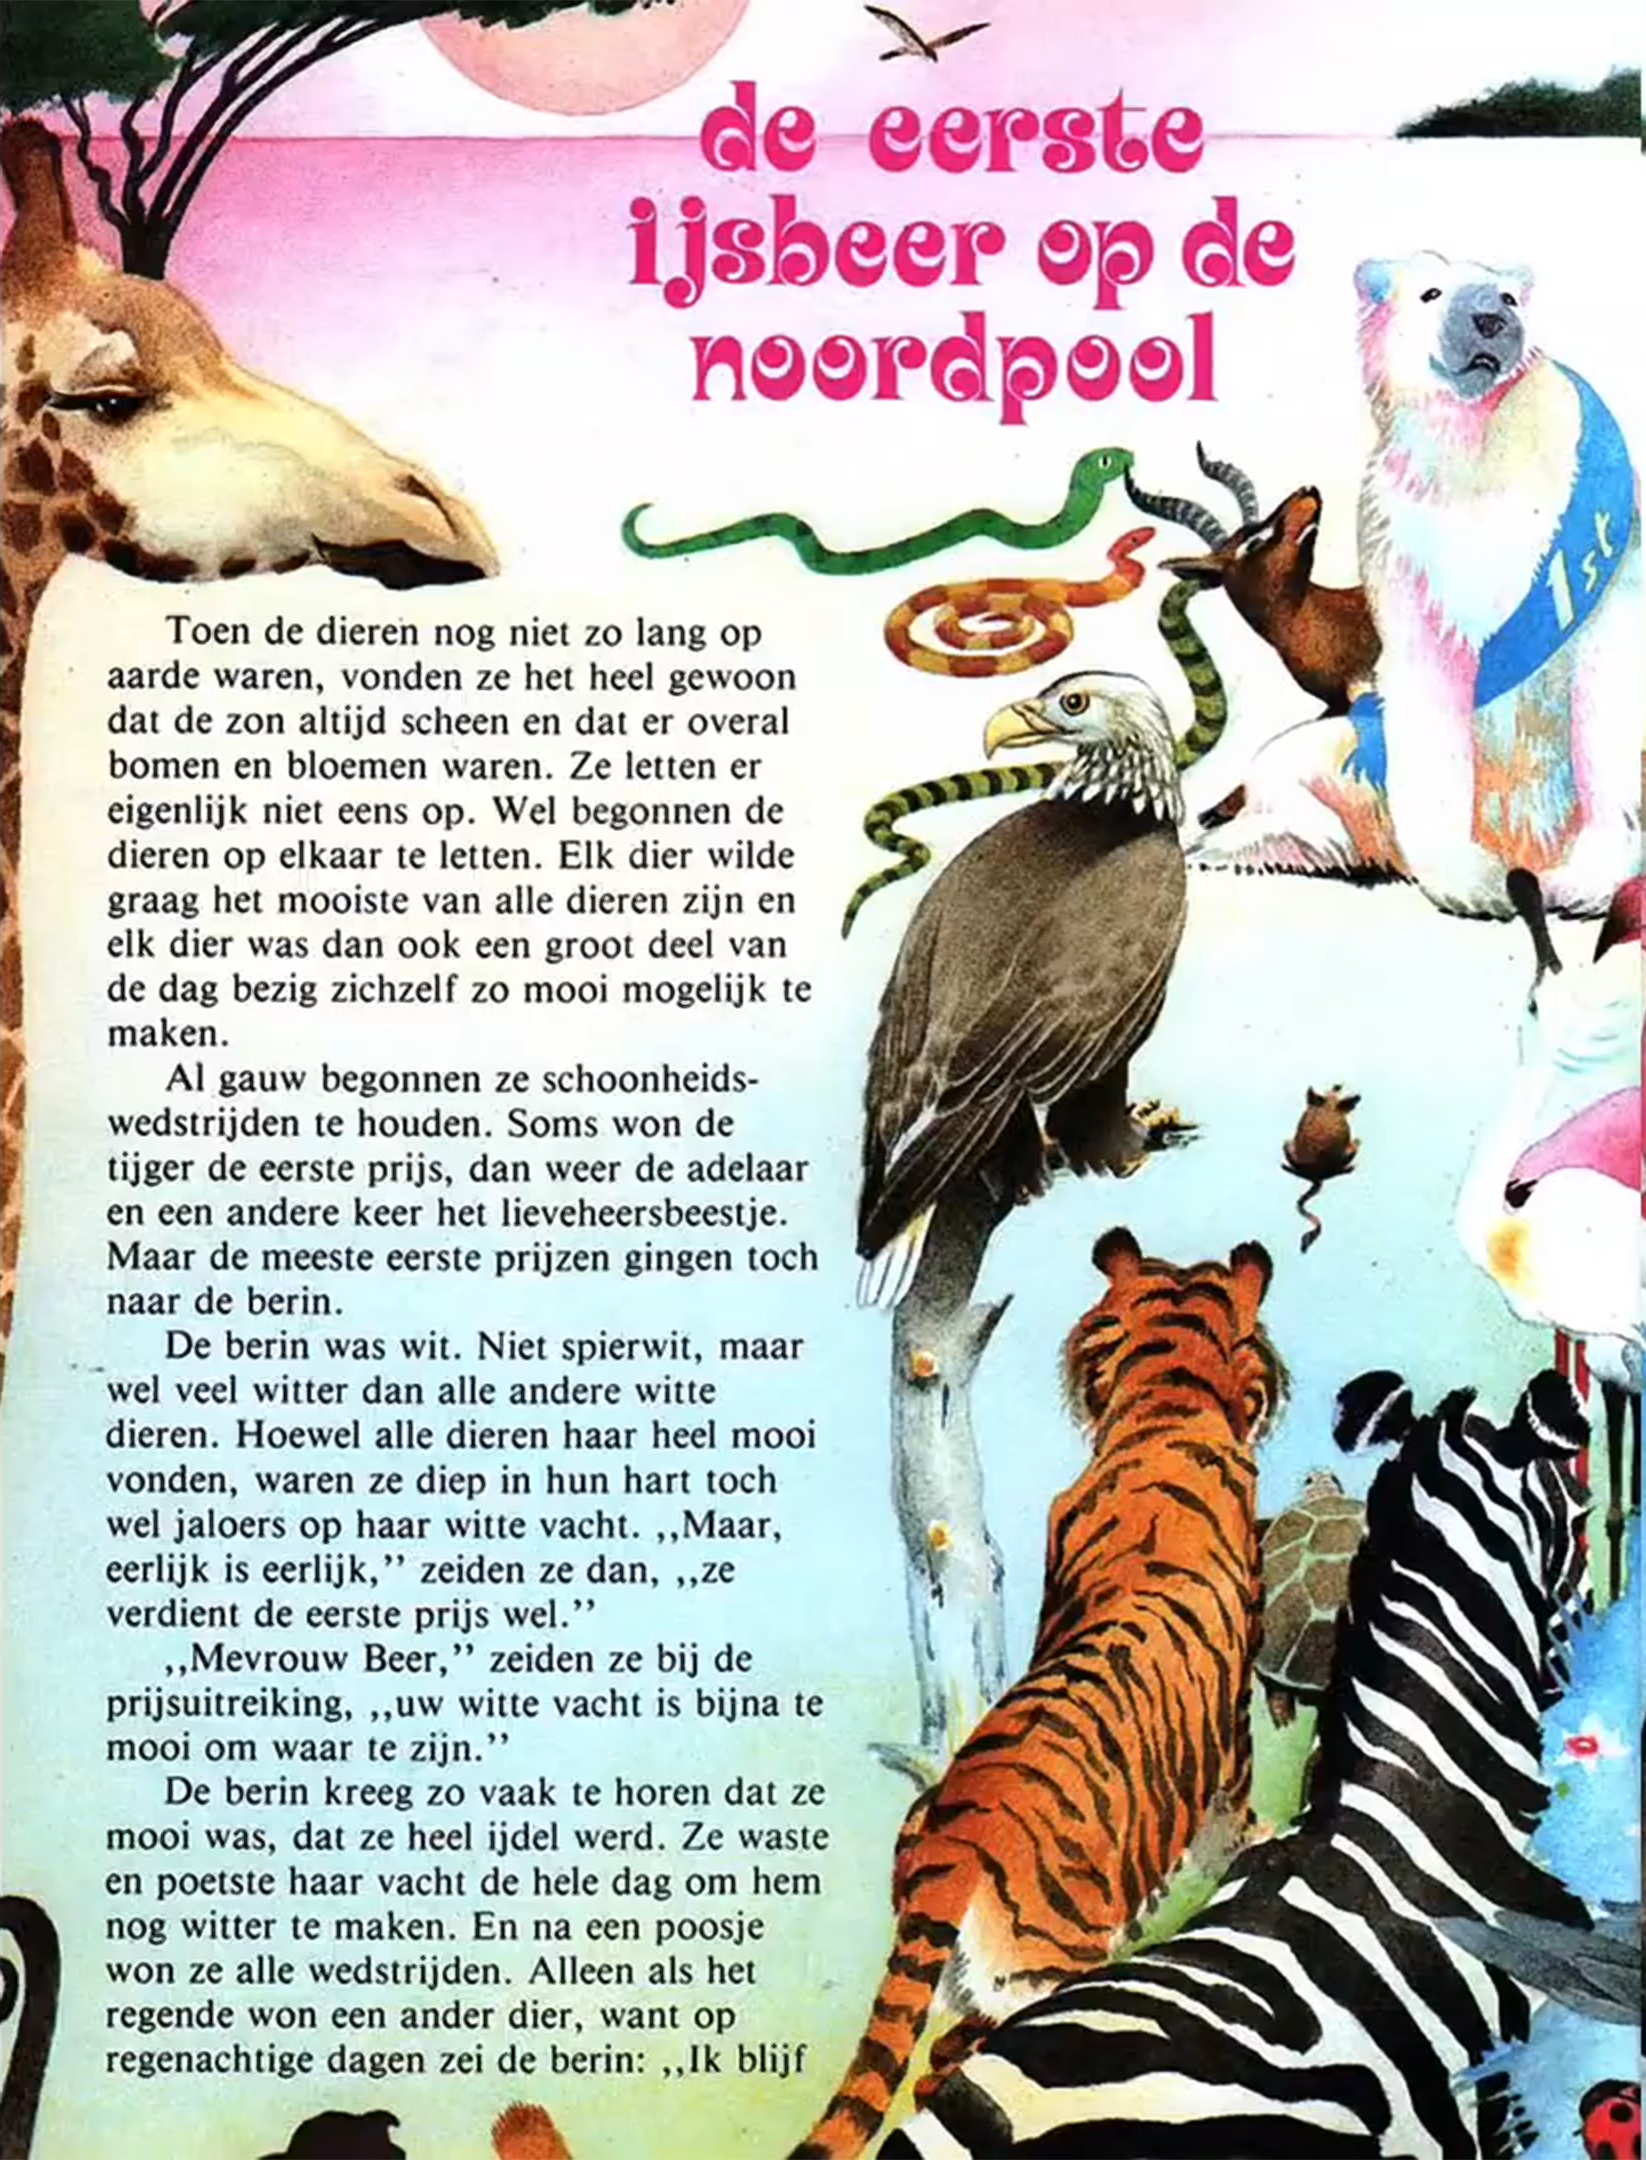 de eerste
ijsbeer op de
noordpool
1st
Toen de dieren nog niet zo lang op
aarde waren, vonden ze het heel gewoon
dat de zon altijd scheen en dat er overal
bomen en bloemen waren. Ze letten er
eigenlijk niet eens op. Wel begonnen de
dieren op elkaar te letten. Elk dier wilde
graag het mooiste van alle dieren zijn en
elk dier was dan ook een groot deel van
de dag bezig zichzelf zo mooi mogelijk te
maken.
Al gauw begonnen ze schoonheids-
wedstrijden te houden. Soms won de
tijger de eerste prijs, dan weer de adelaar
en een andere keer het lieveheersbeestje.
Maar de meeste eerste prijzen gingen toch
naar de berin.
De berin was wit. Niet spierwit, maar
wel veel witter dan alle andere witte
dieren. Hoewel alle dieren haar heel mooi
vonden, waren ze diep in hun hart toch
wel jaloers op haar witte vacht. ,,Maar,
eerlijk is eerlijk,’’ zeiden ze dan, ,,ze
verdient de eerste prijs wel.’’
,,Mevrouw Beer,’’ zeiden ze bij de
prijsuitreiking, ,,uw witte vacht is bijna te
mooi om waar te zijn.’’
De berin kreeg zo vaak te horen dat ze
mooi was, dat ze heel ijdel werd. Ze waste
en poetste haar vacht de hele dag om hem
nog witter te maken. En na een poosje
won ze alle wedstrijden. Alleen als het
regende won een ander dier, want op
regenachtige dagen zei de berin: ,,Ik blijf